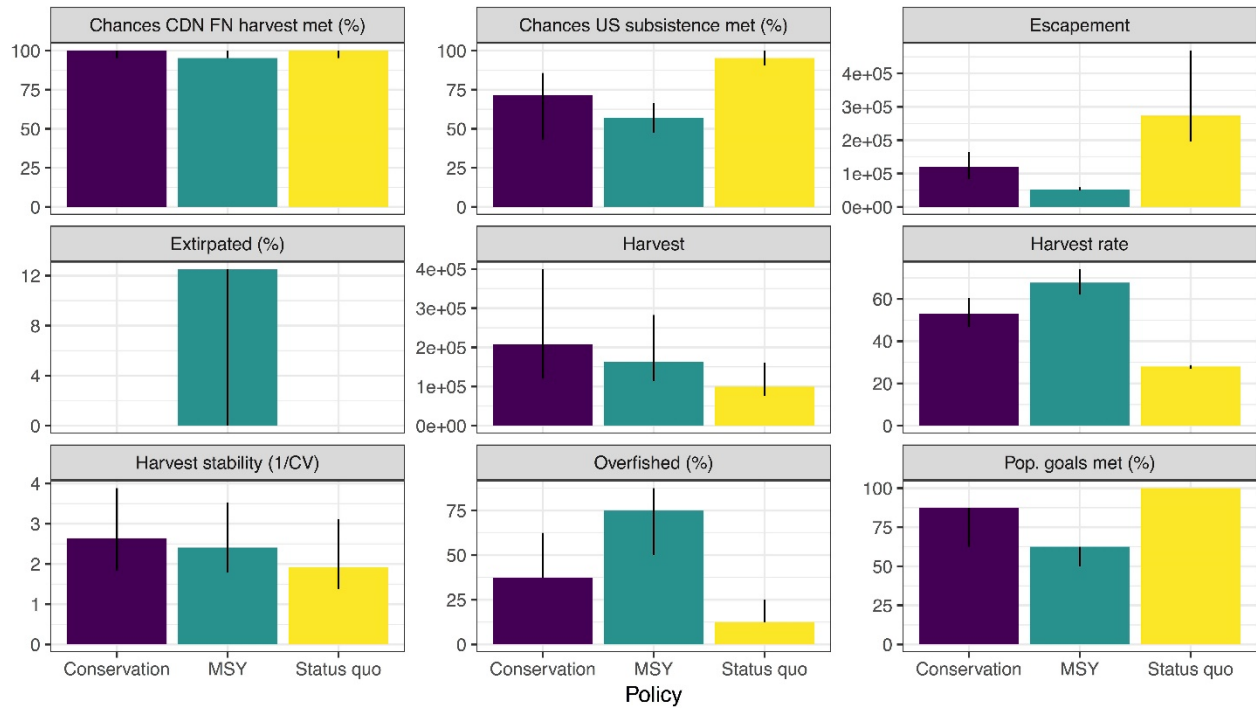 Chances CDN FN harvest met (%)
100
75
50
25
0
Chances US subsistence met (%)
100
75
50
25
0
Escapement
4e+05
3e+05
2e+05
1e+05
0e+00
Extirpated (%)
12
8
4
0
Harvest
4e+05
3e+05
2e+05
1e+05
0e+00
Harvest rate
60
40
20
0
Harvest stability (1/CV)
4
3
2
1
0
Overfished (%)
75
50
25
0
Pop. goals met (%)
100
75
50
25
0
Conservation MSY Status quo
Conservation MSY Status quo
Conservation MSY Status quo
Policy